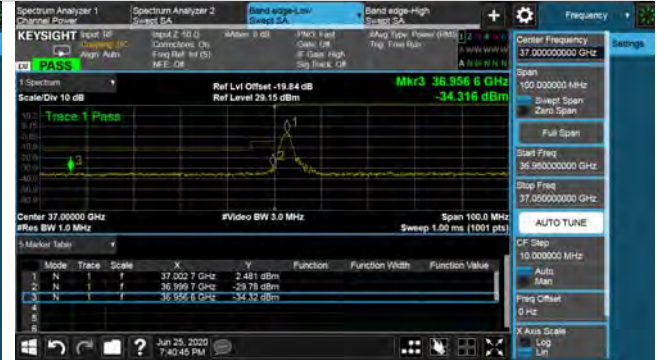 Spectrum Analyzer 1
Channel Power
Spectrum Analyzer 2
Swept SA
Band edge-Low
Swept SA
Band edge-High
Swept SA
+
Frequency
KEYSIGHT
Input: RF
Coupling: DC
Align: Auto
Input Z: 50 Ω
Corrections: On
Freq Ref: Int (S)
NFE: Off
#Atten: 0 dB
PNO: Fast
Gate: Off
IF Gain: High
Sig Track: Off
#Avg Type: Power (RMS)
Trig: Free Run
PASS
1 Spectrum
Scale/Div 10 dB
Ref Lvl Offset -19.84 dB
Ref Level 29.15 dBm
Mkr3 36.956 6 GHz
-34.316 dBm
Trace 1 Pass
1
2
3
Center 37.00000 GHz
#Res BW 1.0 MHz
#Video BW 3.0 MHz
Span 100.0 MHz
Sweep 1.00 ms (1001 pts)
5 Marker Table
Mode Trace Scale X Y Function Function Width Function Value
1 N 1 f 37.002 7 GHz 2.481 dBm
2 N 1 f 36.999 7 GHz -29.78 dBm
3 N 1 f 36.956 6 GHz -34.32 dBm
4
5
6
?
Jun 25, 2020
7:40:45 PM
Center Frequency
37.000000000 GHz
Settings
Span
100.000000 MHz
Swept Span
Zero Span
Full Span
Start Freq
36.950000000 GHz
Stop Freq
37.050000000 GHz
AUTO TUNE
CF Step
10.000000 MHz
Auto
Man
Freq Offset
0 Hz
X Axis Scale
Log
Lin